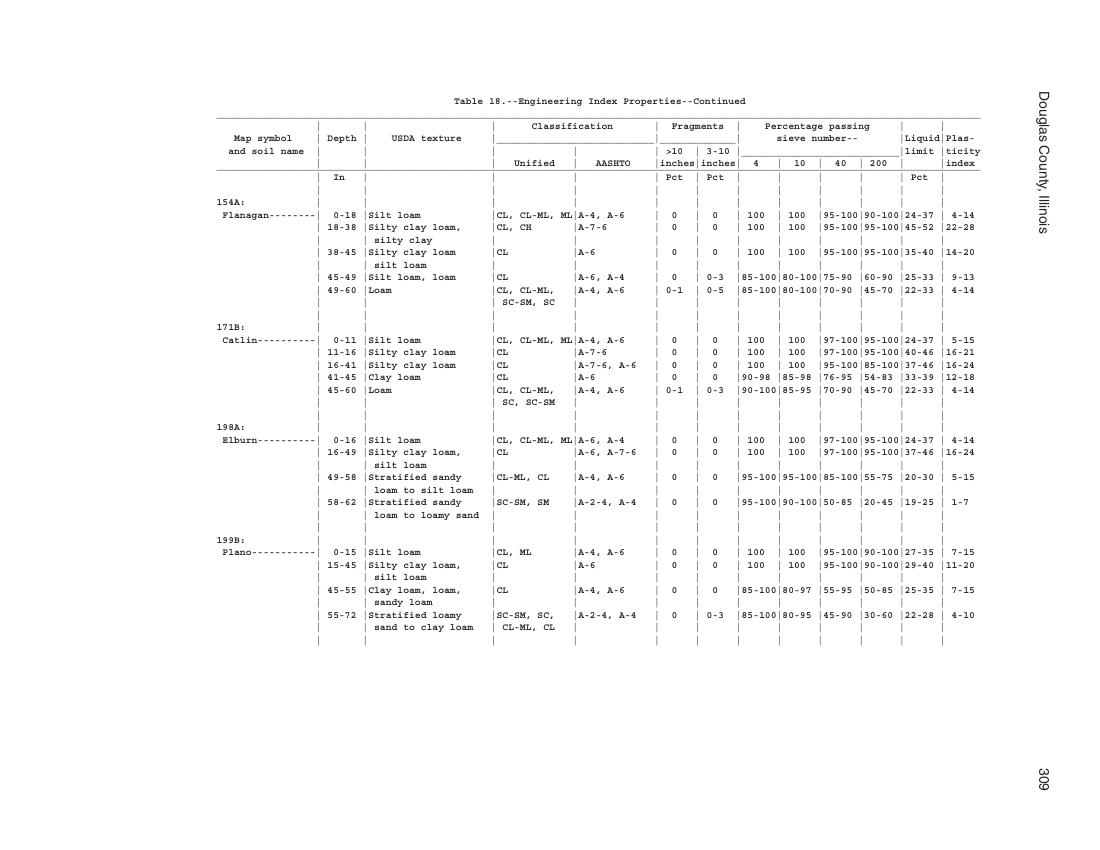 Table 18.--Engineering Index Properties--Continued
Classification Fragments Percentage passing
Map symbol Depth USDA texture sieve number-- Liquid Plas-
and soil name >10 3-10 limit ticity
Unified AASHTO inches inches 4 10 40 200 index
In Pct Pct Pct
154A:
Flanagan-------- 0-18 Silt loam CL, CL-ML, ML A-4, A-6 0 0 100 100 95-100 90-100 24-37 4-14
18-38 Silty clay loam, CL, CH A-7-6 0 0 100 100 95-100 95-100 45-52 22-28
silty clay
38-45 Silty clay loam CL A-6 0 0 100 100 95-100 95-100 35-40 14-20
silt loam
45-49 Silt loam, loam CL A-6, A-4 0 0-3 85-100 80-100 75-90 60-90 25-33 9-13
49-60 Loam CL, CL-ML, A-4, A-6 0-1 0-5 85-100 80-100 70-90 45-70 22-33 4-14
SC-SM, SC
171B:
Catlin---------- 0-11 Silt loam CL, CL-ML, ML A-4, A-6 0 0 100 100 97-100 95-100 24-37 5-15
11-16 Silty clay loam CL A-7-6 0 0 100 100 97-100 95-100 40-46 16-21
16-41 Silty clay loam CL A-7-6, A-6 0 0 100 100 95-100 85-100 37-46 16-24
41-45 Clay loam CL A-6 0 0 90-98 85-98 76-95 54-83 33-39 12-18
45-60 Loam CL, CL-ML, A-4, A-6 0-1 0-3 90-100 85-95 70-90 45-70 22-33 4-14
SC, SC-SM
198A:
Elburn---------- 0-16 Silt loam CL, CL-ML, ML A-6, A-4 0 0 100 100 97-100 95-100 24-37 4-14
16-49 Silty clay loam, CL A-6, A-7-6 0 0 100 100 97-100 95-100 37-46 16-24
silt loam
49-58 Stratified sandy CL-ML, CL A-4, A-6 0 0 95-100 95-100 85-100 55-75 20-30 5-15
loam to silt loam
58-62 Stratified sandy SC-SM, SM A-2-4, A-4 0 0 95-100 90-100 50-85 20-45 19-25 1-7
loam to loamy sand
199B:
Plano----------- 0-15 Silt loam CL, ML A-4, A-6 0 0 100 100 95-100 90-100 27-35 7-15
15-45 Silty clay loam, CL A-6 0 0 100 100 95-100 90-100 29-40 11-20
silt loam
45-55 Clay loam, loam, CL A-4, A-6 0 0 85-100 80-97 55-95 50-85 25-35 7-15
sandy loam
55-72 Stratified loamy SC-SM, SC, A-2-4, A-4 0 0-3 85-100 80-95 45-90 30-60 22-28 4-10
sand to clay loam CL-ML, CL
Douglas County, Illinois
309